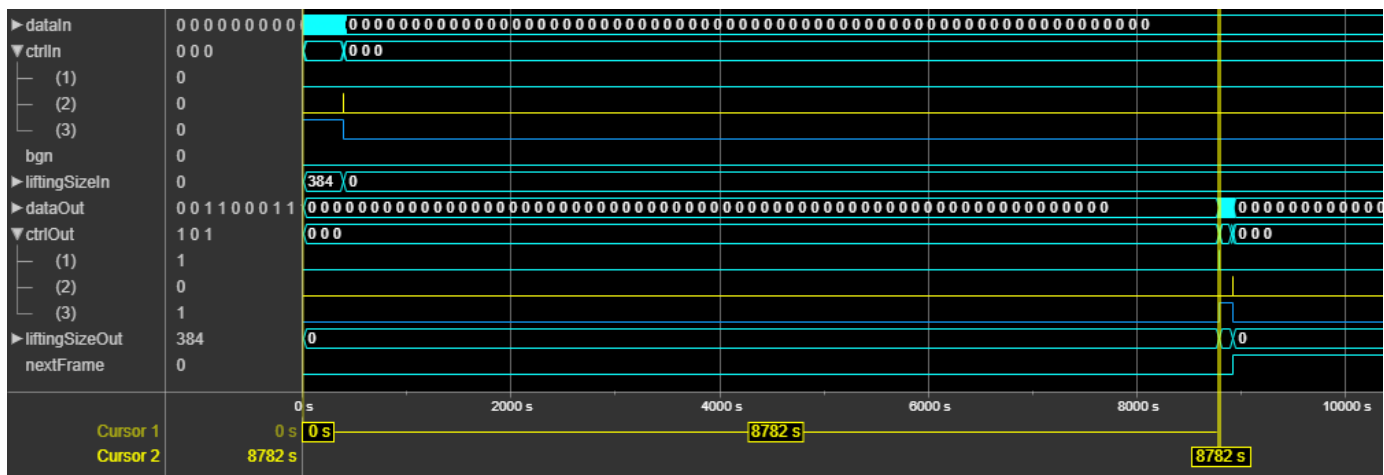 dataIn 0 0 0 0 0 0 0 0 0 0 0 0 0 0 0 0 0 0 0 0 0 0 0 0 0 0 0 0 0 0 0 0 0 0 0 0 0 0 0 0 0 0 0 0 0 0 0 0 0 0 0 0 0 0 0 0 0 0 0 0 0 0 0 0 0 0 0 0 0 0 0 0 0 0
ctrlIn 0 0 0 0 0 0
(1) 0
(2) 0
(3) 0
bgn 0
liftingSizeIn 0 384 0
dataOut 0 0 1 1 0 0 0 1 1 0 0 0 0 0 0 0 0 0 0 0 0 0 0 0 0 0 0 0 0 0 0 0 0 0 0 0 0 0 0 0 0 0 0 0 0 0 0 0 0 0 0 0 0 0 0 0 0 0 0 0 0 0 0 0 0 0 0 0 0 0 0 0 0 0 0 0 0 0 0 0 0 0 0 0 0
ctrlOut 1 0 1 0 0 0 0 0 0
(1) 1
(2) 0
(3) 1
liftingSizeOut 384 0 0
nextFrame 0
0 s 2000 s 4000 s 6000 s 8000 s 10000 s
Cursor 1 0 s 0 s 8782 s
Cursor 2 8782 s 8782 s